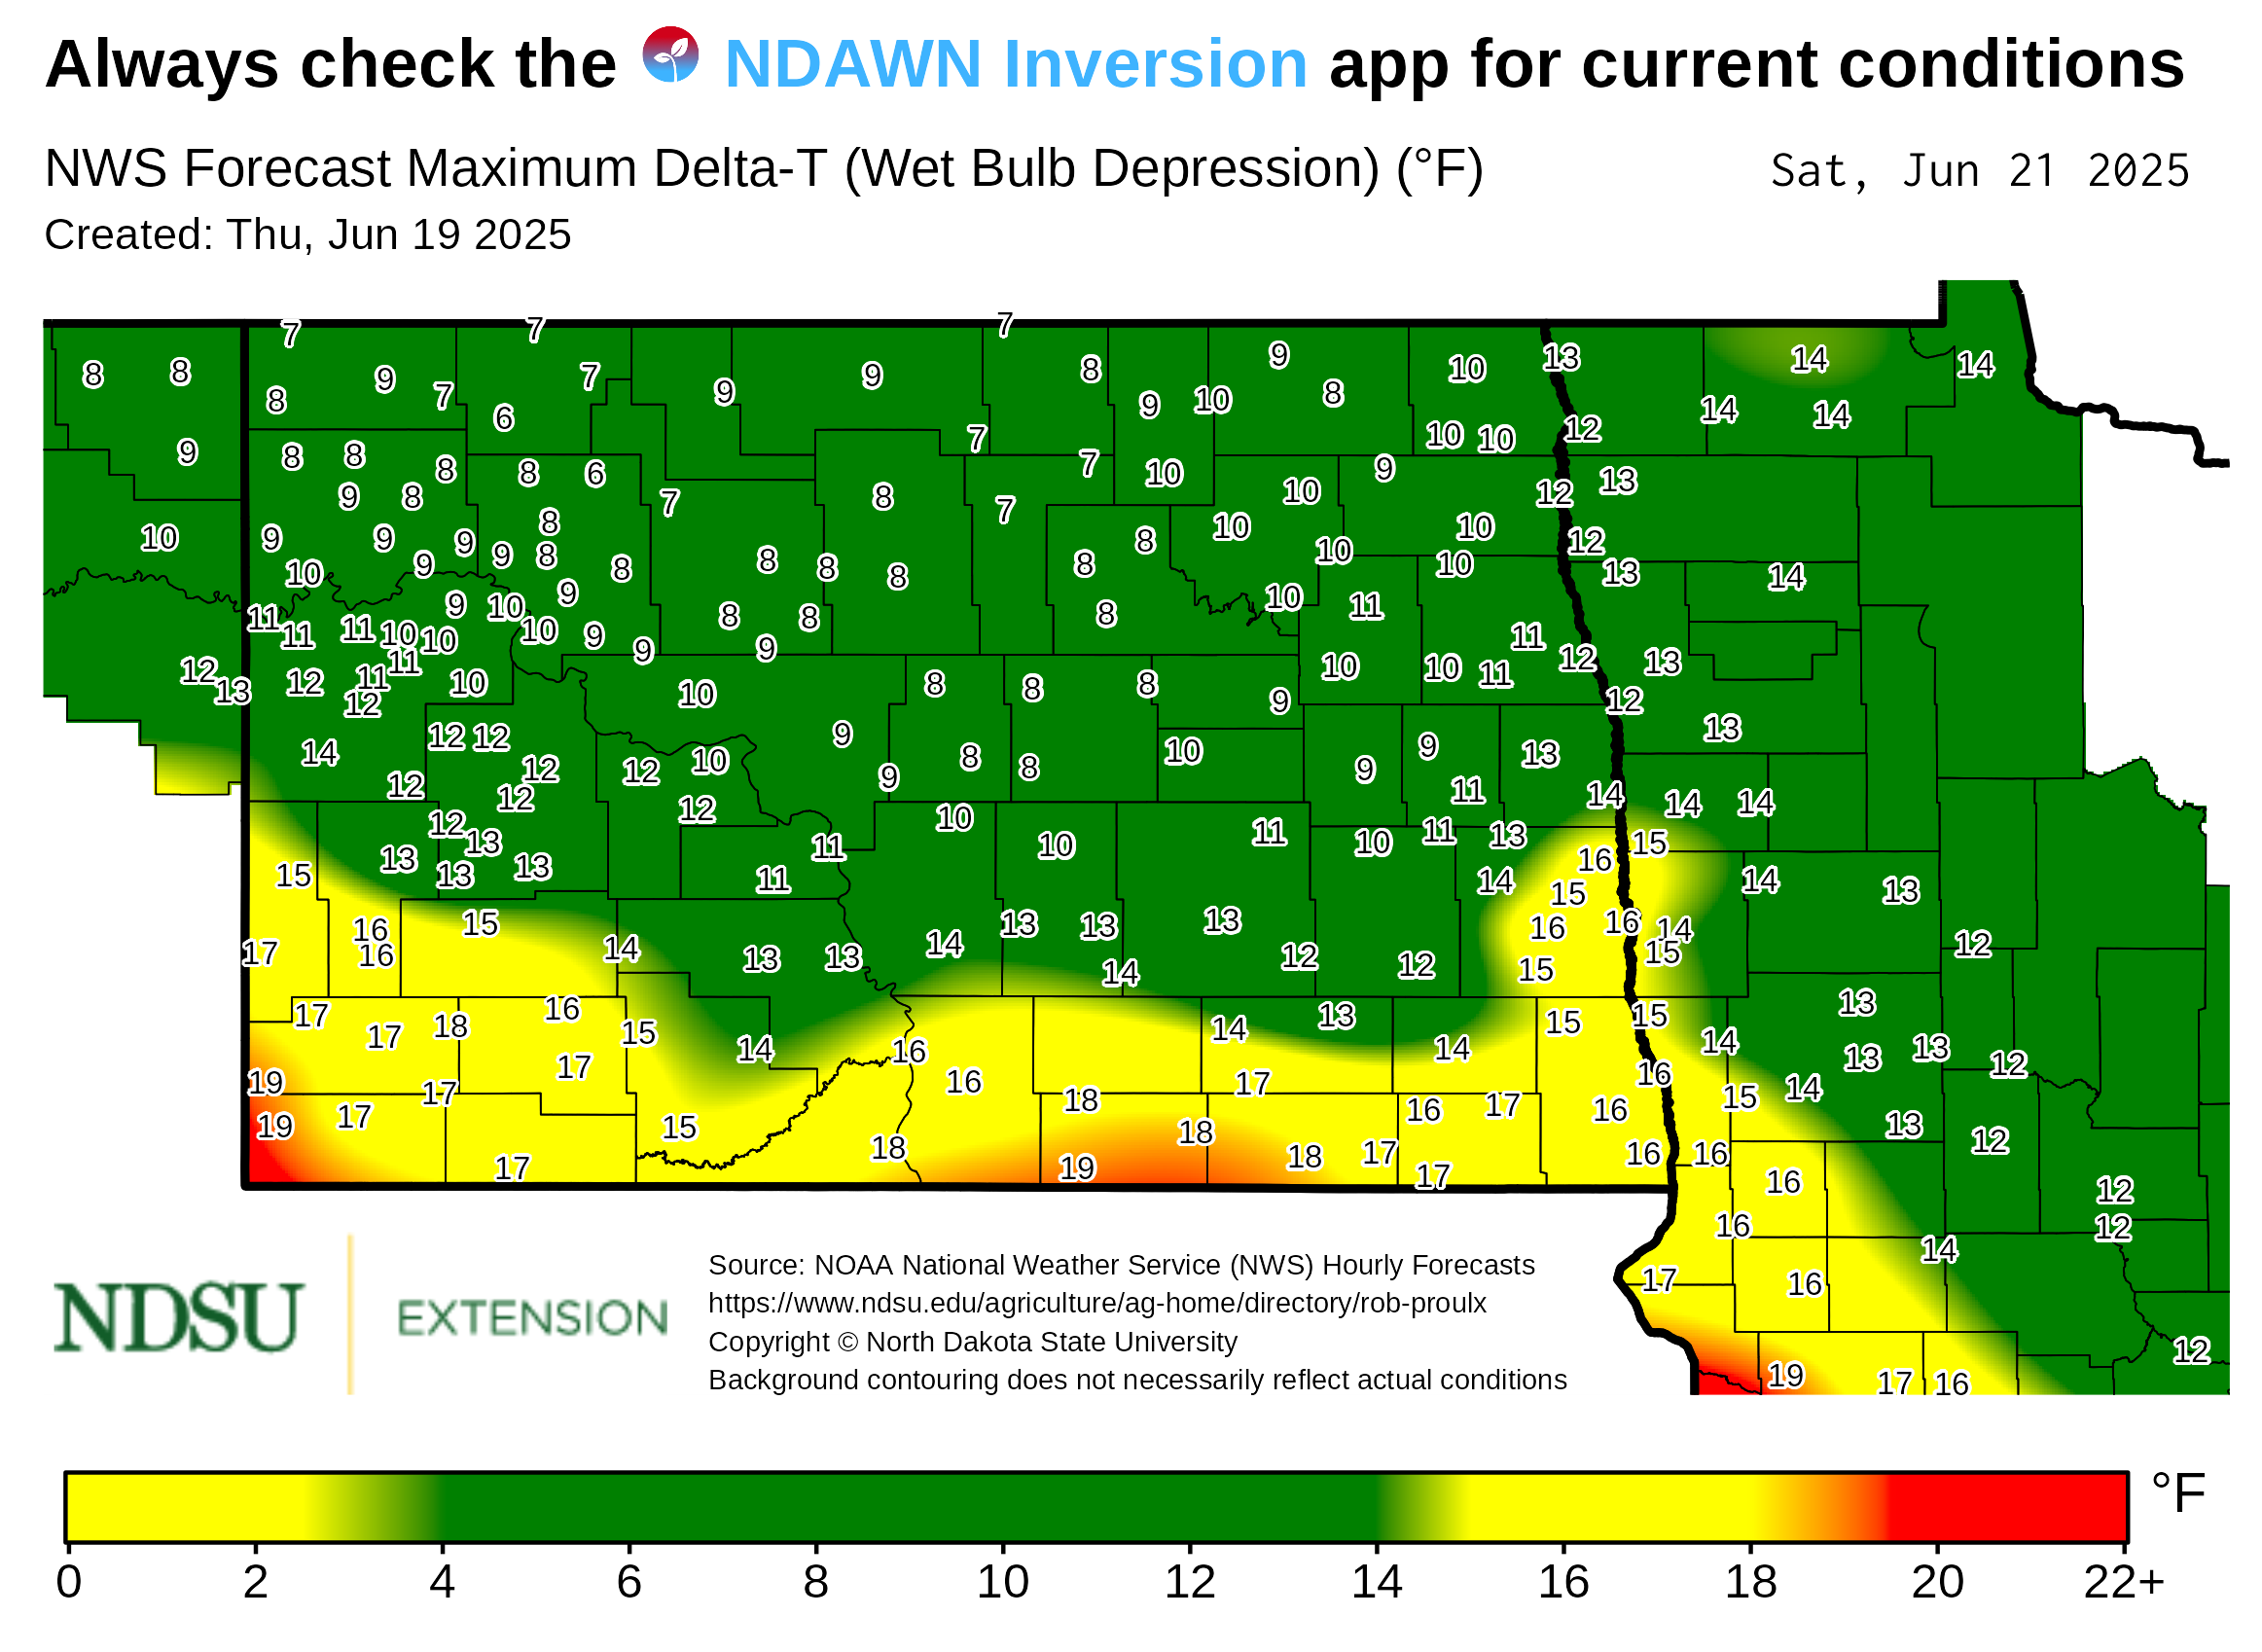 Always check the NDAWN Inversion app for current conditions
NWS Forecast Maximum Delta-T (Wet Bulb Depression) (°F) Sat, Jun 21 2025
Created: Thu, Jun 19 2025
7 7 7
8 8 8 9 7 7 9 9 8 9 8 10 13 14 14
9 6 7 9 10 10 10 12 14 14
8 8 8 8 6 7 8 7 10 10 9 12 13
9 8 7 7
10 9 9 9 9 8 8 8 8 8 8 8 10 10 10 12
10 9 9 8 8 10 13 14
11 11 11 10 10 9 10 9 10 9 9 8 8 9 8 10 11 11
12 13 12 11 11 12 10 10 8 8 8 9 10 10 11 12 13
14 12 12 12 12 10 9 8 8 10 9 9 13 12 13
12 12 12 9 10 11 14 14 14
12 13 13 13 13 11 11 10 11 10 11 13 16 15
15 14 15 14 13
17 16 16 15 14 13 13 14 13 13 13 12 12 16 16 14 15 12
14 15
17 17 18 16 15 14 13 15 15 13
19 17 17 14 16 16 17 14 16 14 13 13 12
19 17 15 18 18 16 17 16 15 14 13
17 18 19 18 17 17 16 16 12
16 16 12 12
17 16 14
19 17 16 12
NDSU EXTENSION
Source: NOAA National Weather Service (NWS) Hourly Forecasts
https://www.ndsu.edu/agriculture/ag-home/directory/rob-proulx
Copyright © North Dakota State University
Background contouring does not necessarily reflect actual conditions
°F
0 2 4 6 8 10 12 14 16 18 20 22+